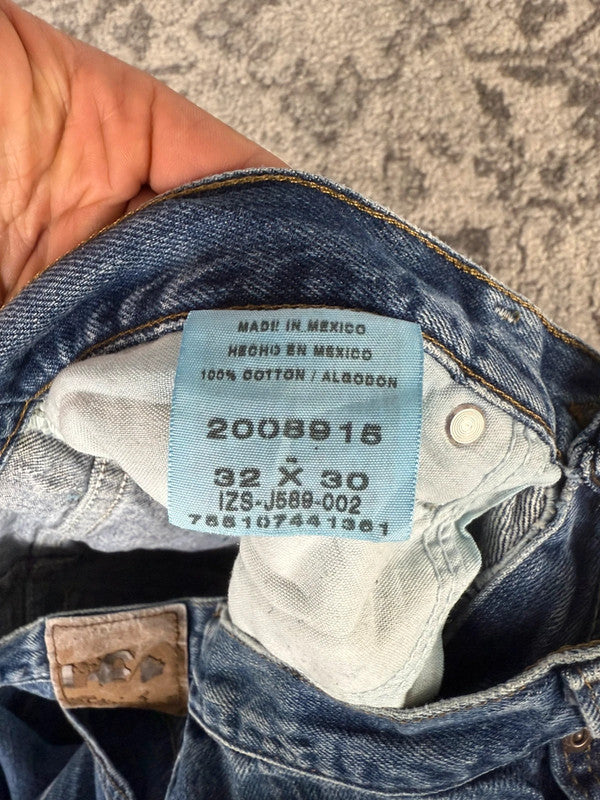 MADE IN MEXICO
HECHO EN MEXICO
100% COTTON / ALGODON
2008915
32 X 30
IZS-J589-002
755107441361